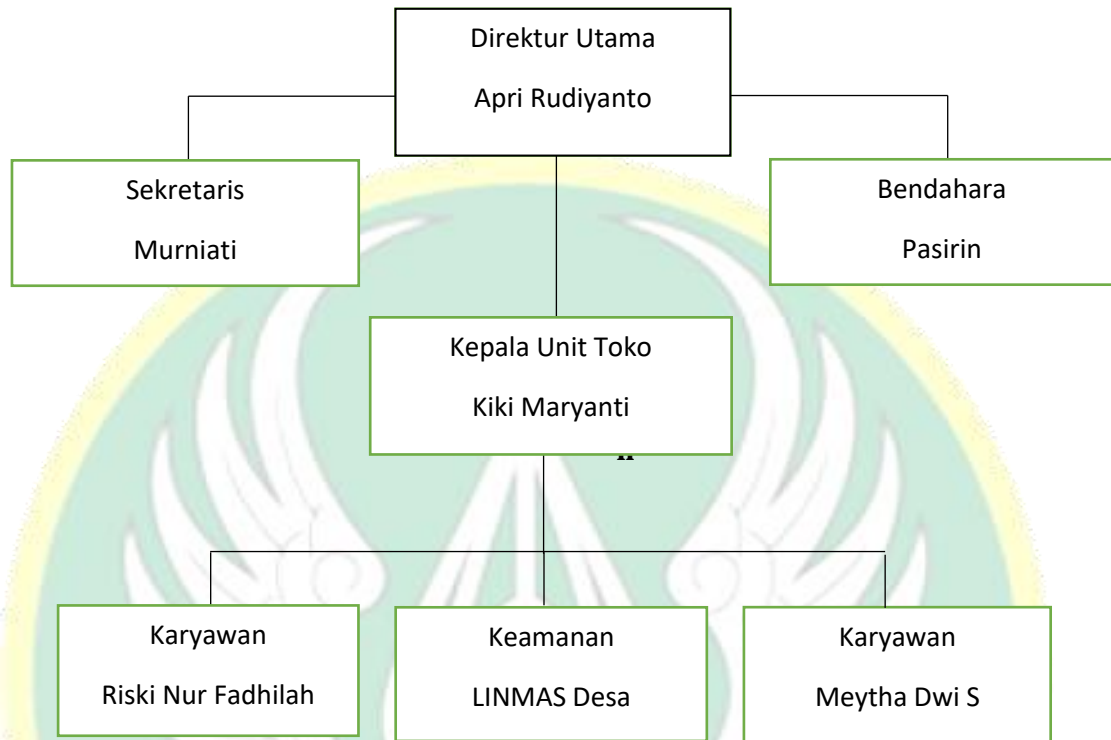 Direktur Utama
Apri Rudiyanto
Sekretaris
Murniati
Bendahara
Pasirin
Kepala Unit Toko
Kiki Maryanti
Karyawan
Riski Nur Fadhilah
Keamanan
LINMAS Desa
Karyawan
Meytha Dwi S